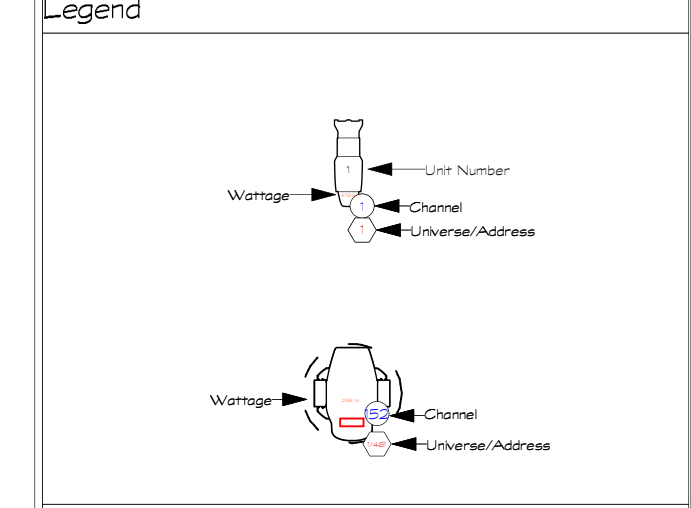 Legend
1
Unit Number
Wattage
1
Channel
1
Universe/Address
Wattage
152
Channel
Universe/Address